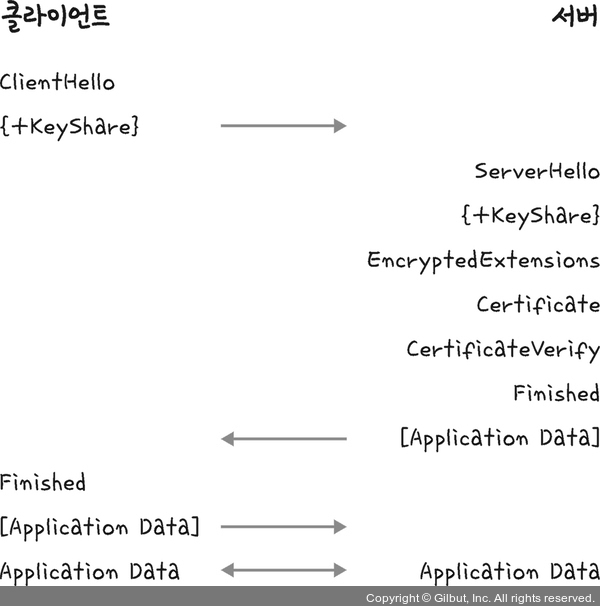 클라이언트 서버
ClientHello
{+KeyShare}
ServerHello
{+KeyShare}
EncryptedExtensions
Certificate
CertificateVerify
Finished
[Application Data]
Finished
[Application Data]
Application Data Application Data
Copyright © Gilbut, Inc. All rights reserved.